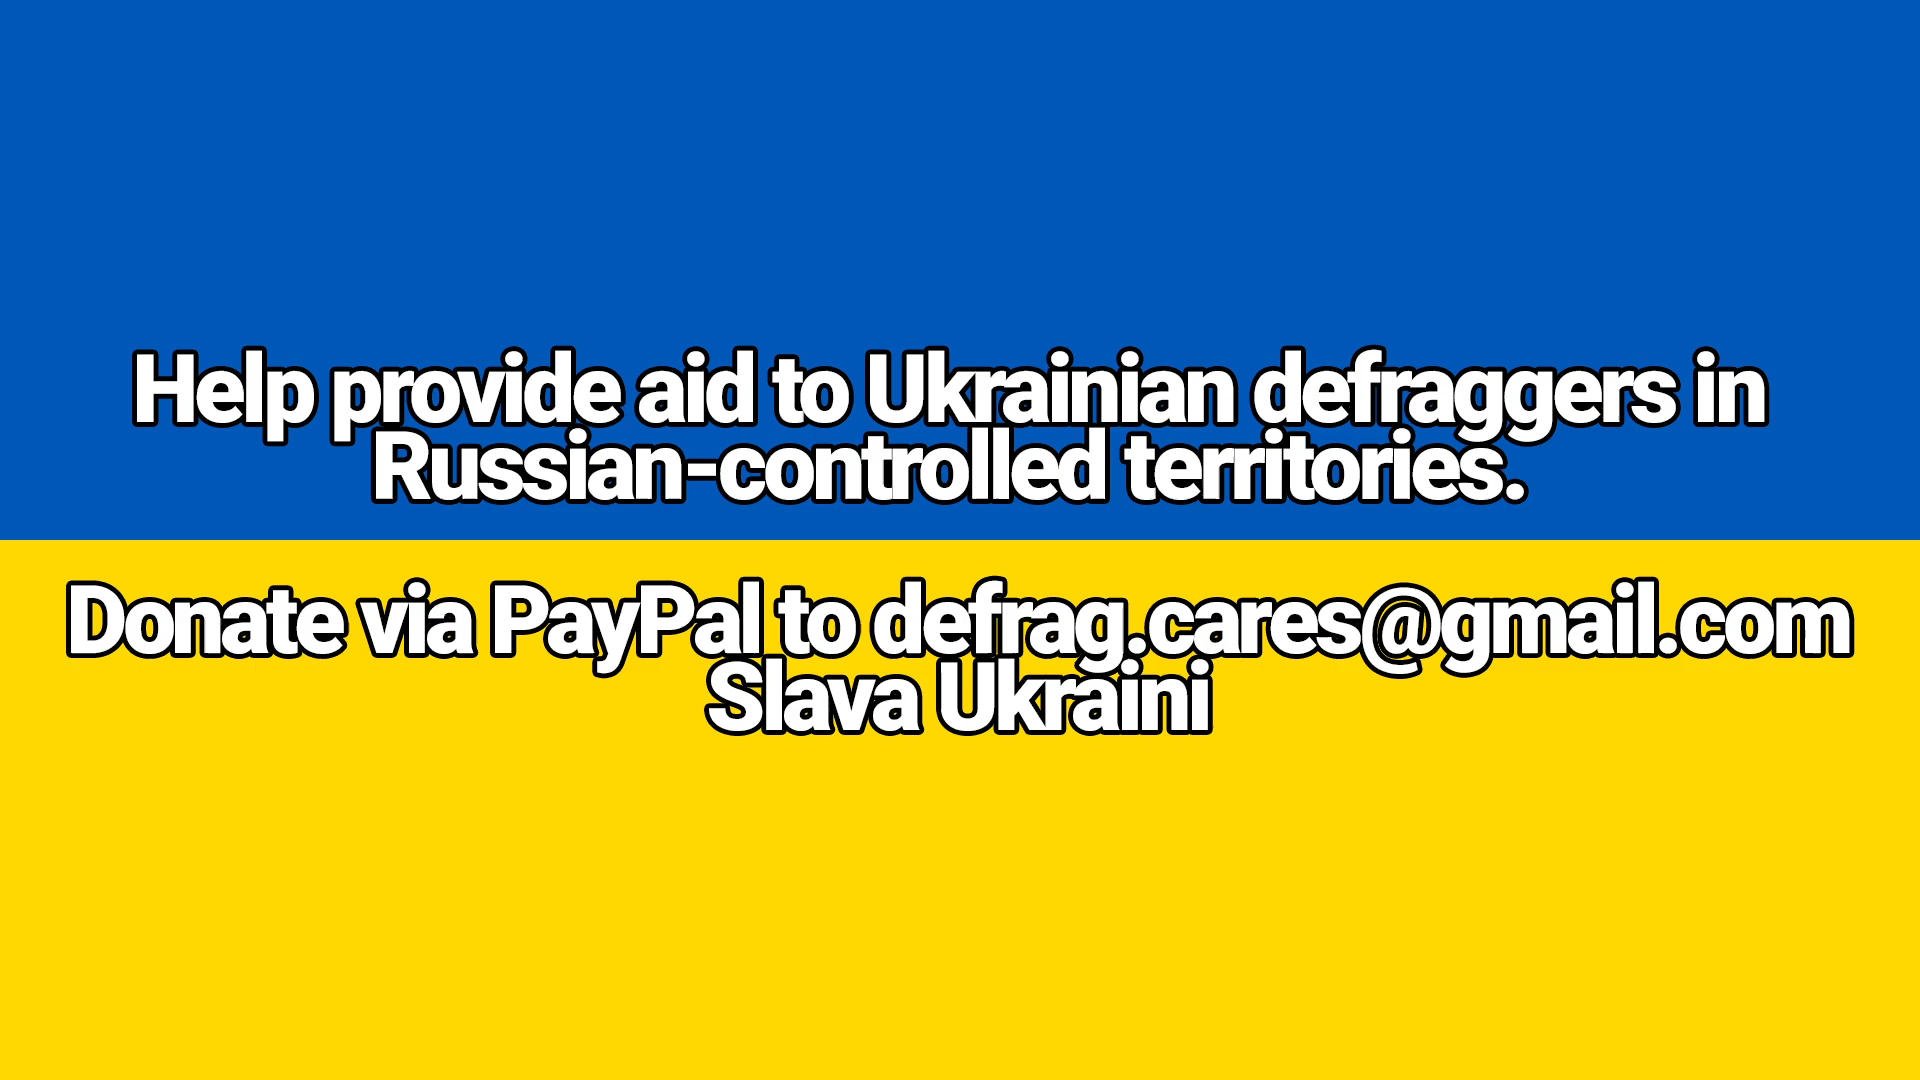 Help provide aid to Ukrainian defraggers in
Russian-controlled territories.
Donate via PayPal to defrag.cares@gmail.com
Slava Ukraini